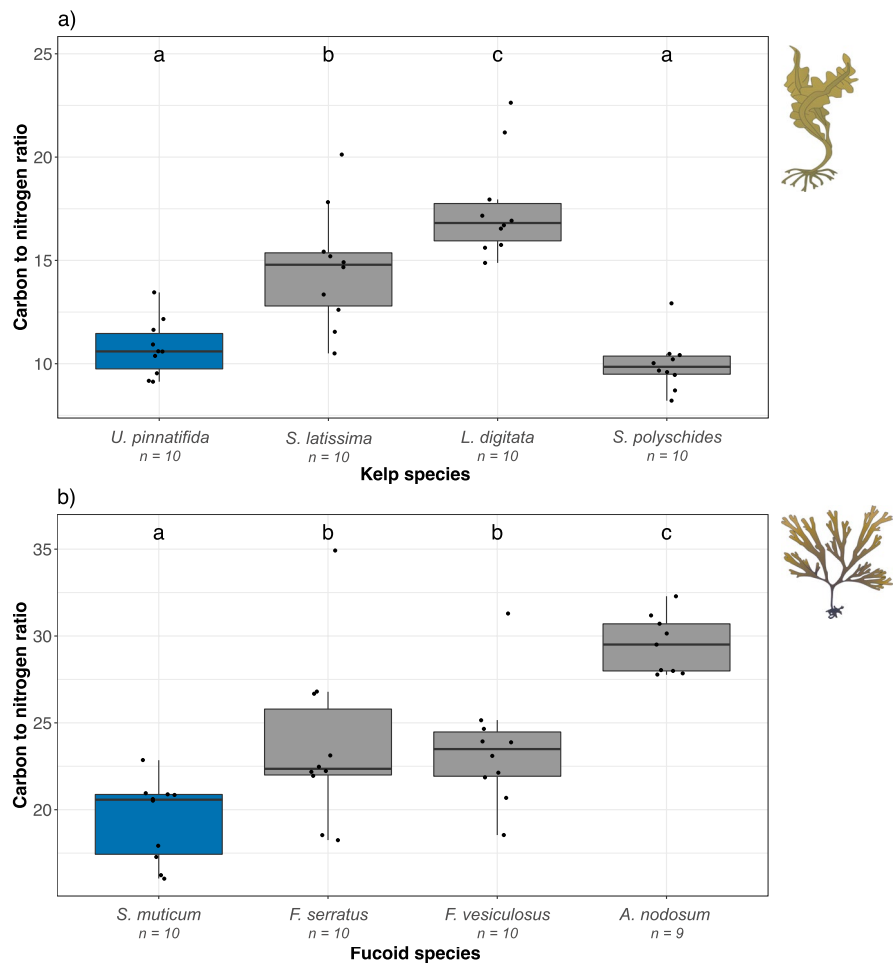 a)
a b c a
Carbon to nitrogen ratio
25
20
15
10
U. pinnatifida S. latissima L. digitata S. polyschides
n = 10 n = 10 n = 10 n = 10
Kelp species
b)
a b b c
Carbon to nitrogen ratio
35
30
25
20
S. muticum F. serratus F. vesiculosus A. nodosum
n = 10 n = 10 n = 10 n = 9
Fucoid species